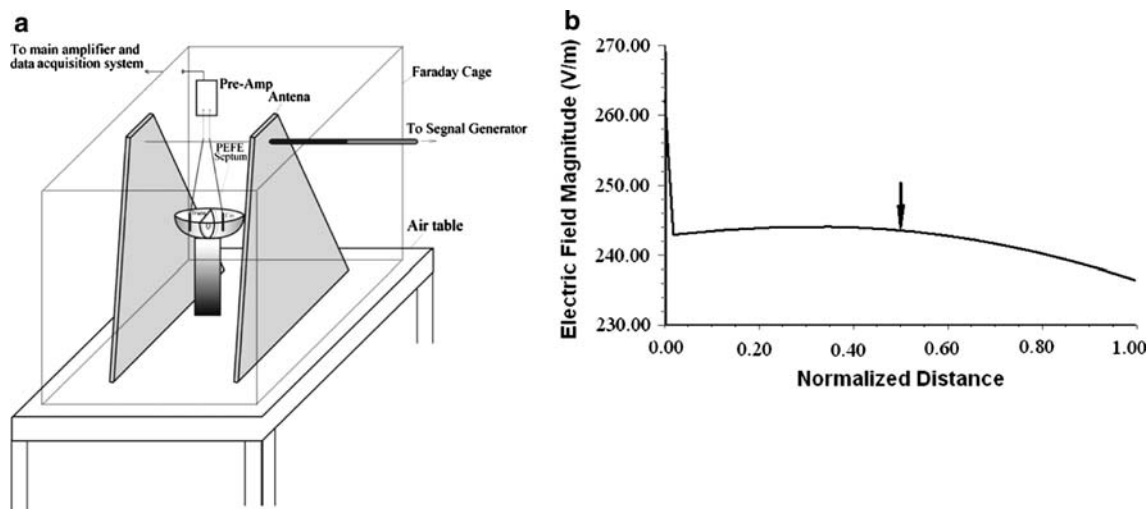 a
To main amplifier and
data acquisition system
Pre-Amp
Antena
Faraday Cage
To Segnal Generator
PEFE
Septum
Air table
b
Electric Field Magnitude (V/m)
270.00
260.00
250.00
240.00
230.00
0.00 0.20 0.40 0.60 0.80 1.00
Normalized Distance